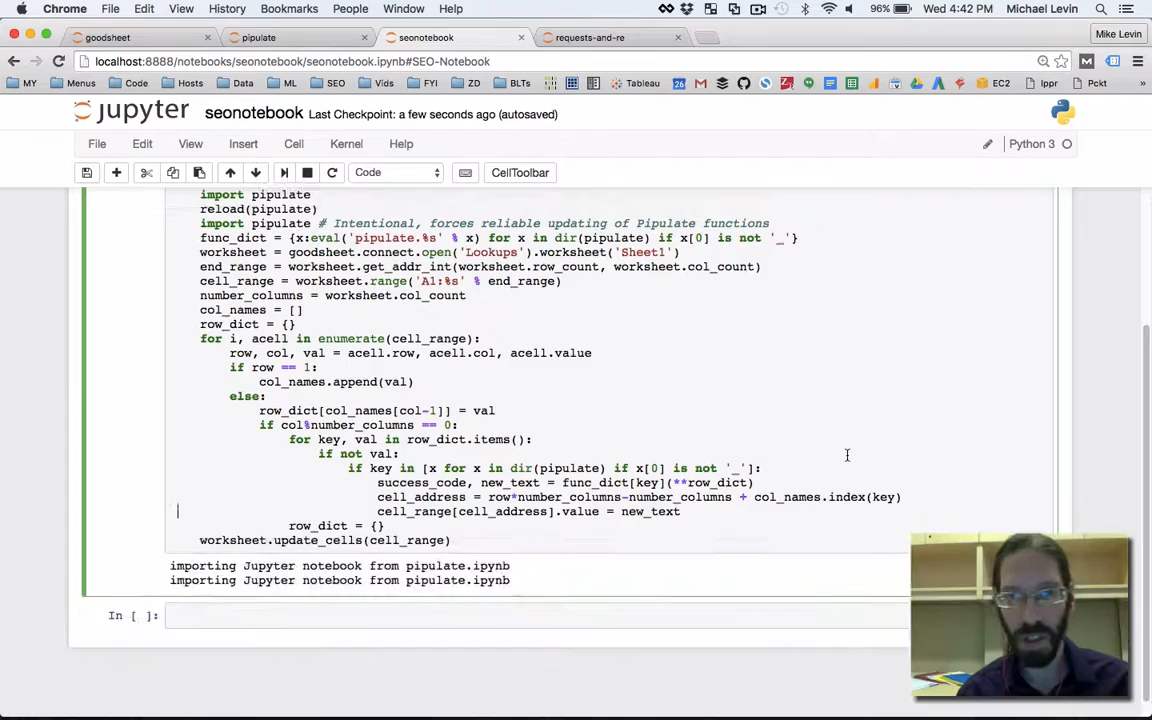 Chrome File Edit View History Bookmarks People Window Help 96% Wed 4:42 PM Michael Levin
goodsheet pipulate seonotebook requests-and-re Mike Levin
localhost:8888/notebooks/seonotebook/seonotebook.ipynb#SEO-Notebook
MY Menus Code Hosts Data ML SEO Vids FYI ZD BLTs Tableau 26 EC2 Ippr Pckt »
jupyter seonotebook Last Checkpoint: a few seconds ago (autosaved)
File Edit View Insert Cell Kernel Help Python 3
Code CellToolbar
import pipulate
reload(pipulate)
import pipulate # Intentional, forces reliable updating of Pipulate functions
func_dict = {x:eval('pipulate.%s' % x) for x in dir(pipulate) if x[0] is not '_'}
worksheet = goodsheet.connect.open('Lookups').worksheet('Sheet1')
end_range = worksheet.get_addr_int(worksheet.row_count, worksheet.col_count)
cell_range = worksheet.range('A1:%s' % end_range)
number_columns = worksheet.col_count
col_names = []
row_dict = {}
for i, acell in enumerate(cell_range):
row, col, val = acell.row, acell.col, acell.value
if row == 1:
col_names.append(val)
else:
row_dict[col_names[col-1]] = val
if col%number_columns == 0:
for key, val in row_dict.items():
if not val:
if key in [x for x in dir(pipulate) if x[0] is not '_']:
success_code, new_text = func_dict[key](**row_dict)
cell_address = row*number_columns-number_columns + col_names.index(key)
cell_range[cell_address].value = new_text
row_dict = {}
worksheet.update_cells(cell_range)
importing Jupyter notebook from pipulate.ipynb
importing Jupyter notebook from pipulate.ipynb
In [ ]: